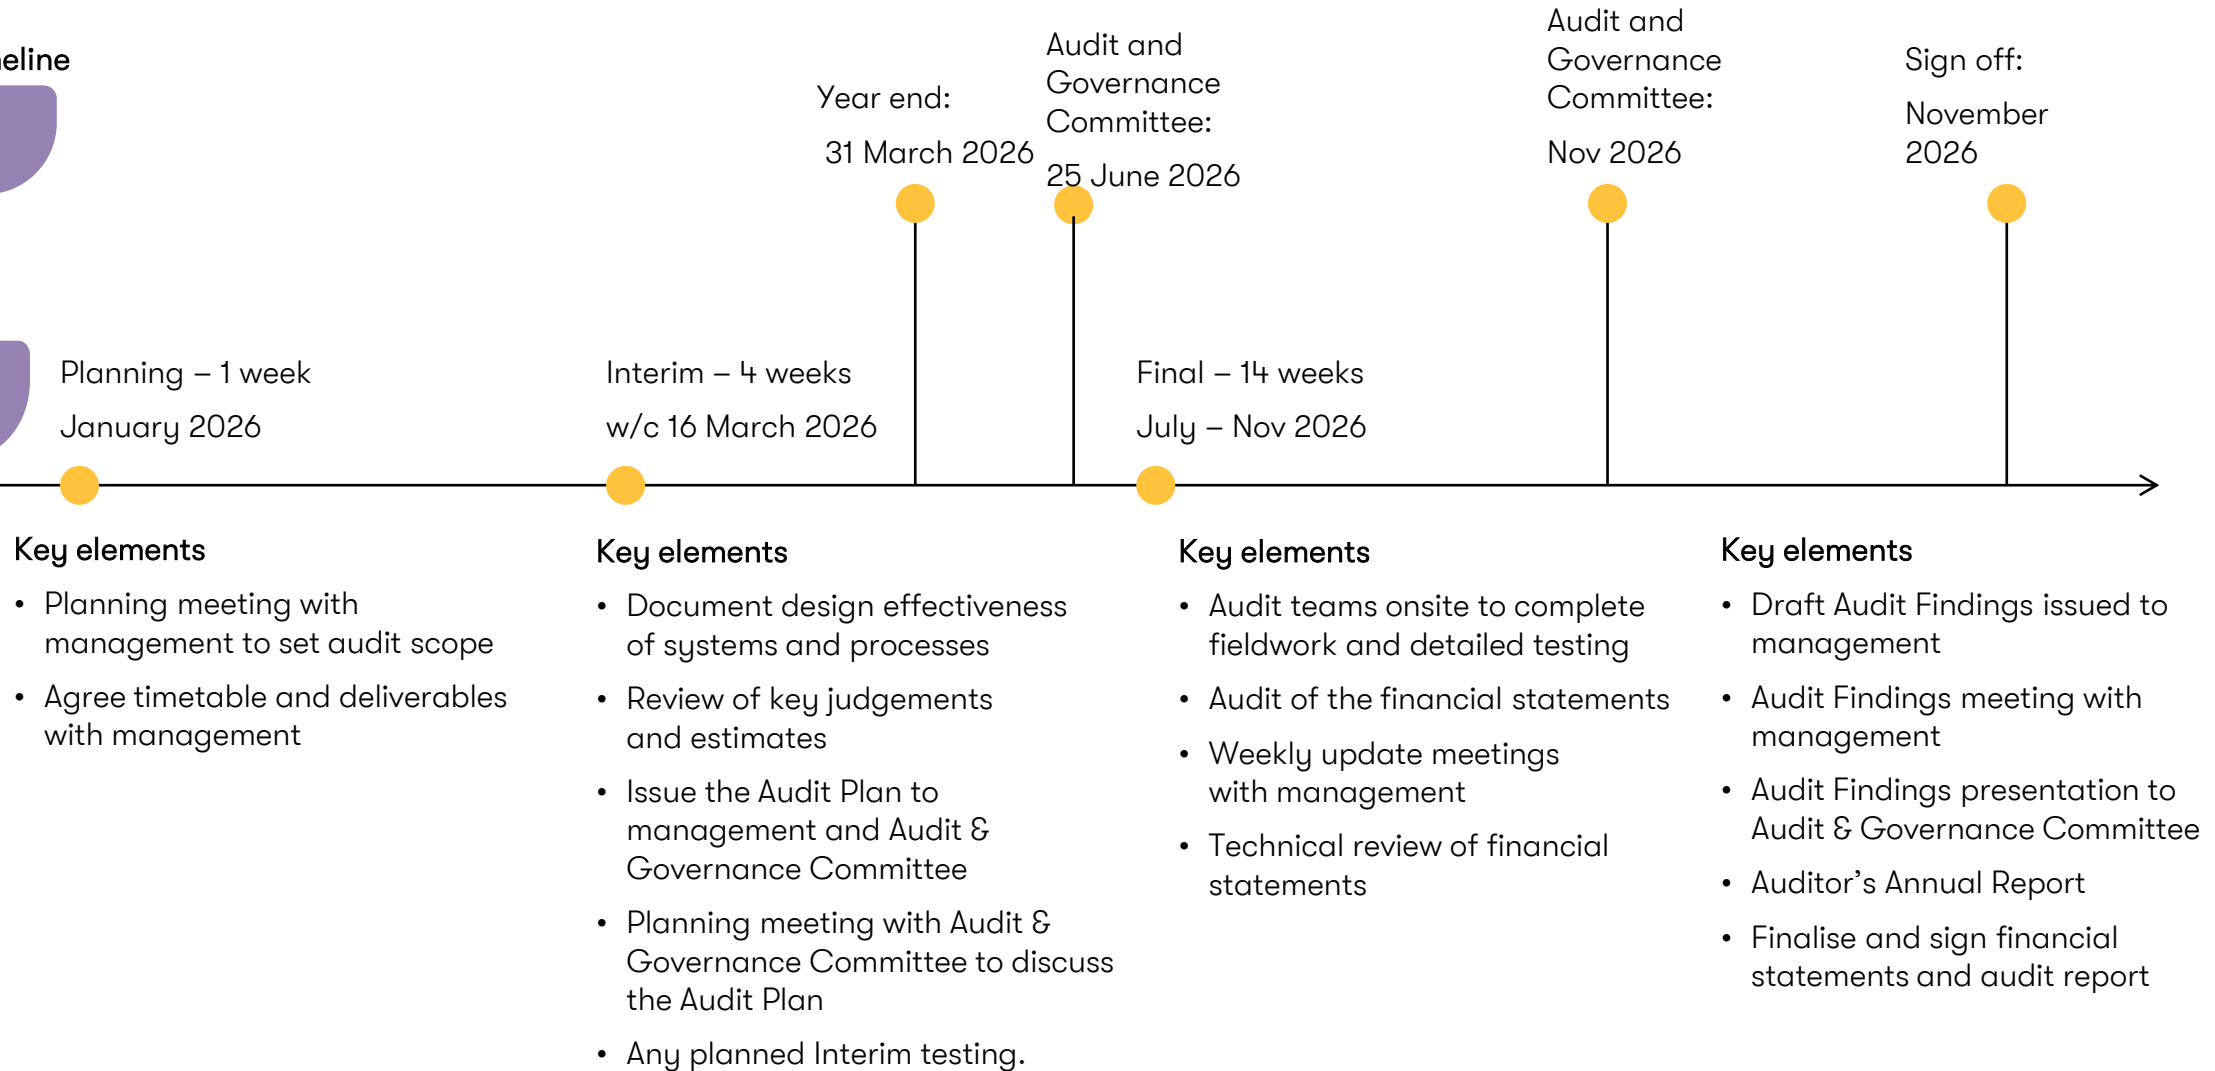 eline
Year end:
31 March 2026
Audit and
Governance
Committee:
25 June 2026
Audit and
Governance
Committee:
Nov 2026
Sign off:
November
2026
Planning – 1 week
January 2026
Interim – 4 weeks
w/c 16 March 2026
Final – 14 weeks
July – Nov 2026
Key elements
• Planning meeting with
management to set audit scope
• Agree timetable and deliverables
with management
Key elements
• Document design effectiveness
of systems and processes
• Review of key judgements
and estimates
• Issue the Audit Plan to
management and Audit &
Governance Committee
• Planning meeting with Audit &
Governance Committee to discuss
the Audit Plan
• Any planned Interim testing.
Key elements
• Audit teams onsite to complete
fieldwork and detailed testing
• Audit of the financial statements
• Weekly update meetings
with management
• Technical review of financial
statements
Key elements
• Draft Audit Findings issued to
management
• Audit Findings meeting with
management
• Audit Findings presentation to
Audit & Governance Committee
• Auditor’s Annual Report
• Finalise and sign financial
statements and audit report